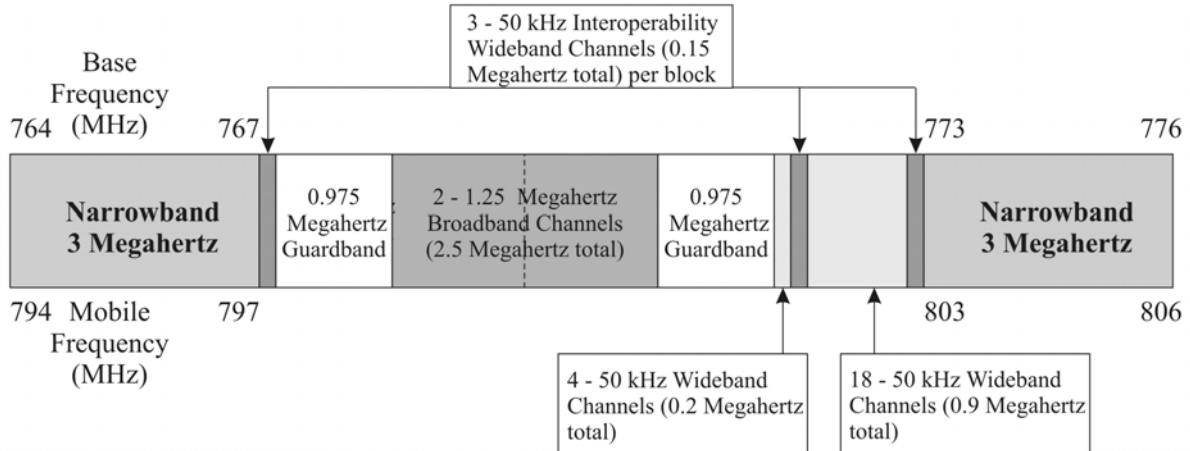 3 - 50 kHz Interoperability
Wideband Channels (0.15
Megahertz total) per block
Base
Frequency
(MHz)
764
767
773
776
Narrowband
3 Megahertz
0.975
Megahertz
Guardband
2 - 1.25 Megahertz
Broadband Channels
(2.5 Megahertz total)
0.975
Megahertz
Guardband
Narrowband
3 Megahertz
794
Mobile
Frequency
(MHz)
797
803
806
4 - 50 kHz Wideband
Channels (0.2 Megahertz
total)
18 - 50 kHz Wideband
Channels (0.9 Megahertz
total)